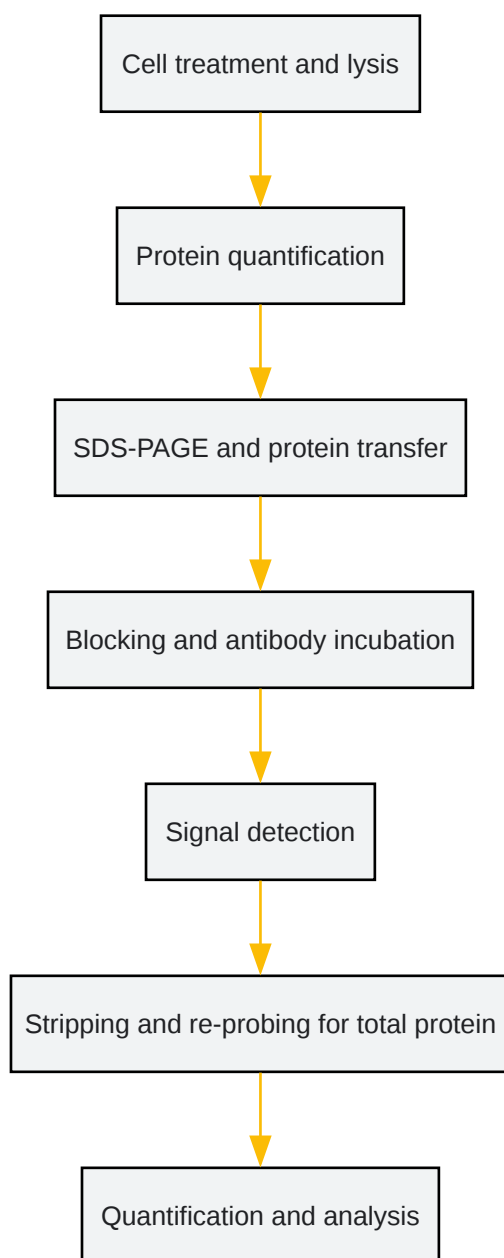 Cell treatment and lysis
Protein quantification
SDS-PAGE and protein transfer
Blocking and antibody incubation
Signal detection
Stripping and re-probing for total protein
Quantification and analysis